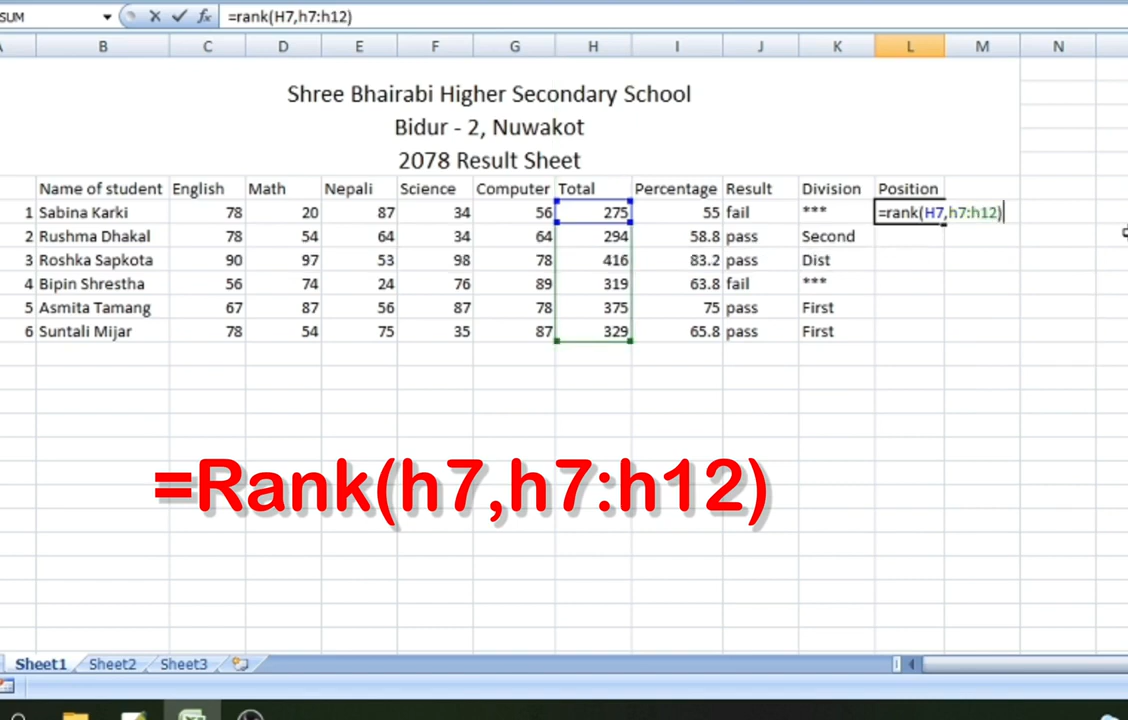 SUM =rank(H7,h7:h12)
A B C D E F G H I J K L M N
Shree Bhairabi Higher Secondary School
Bidur - 2, Nuwakot
2078 Result Sheet
Name of student English Math Nepali Science Computer Total Percentage Result Division Position
1 Sabina Karki 78 20 87 34 56 275 55 fail *** =rank(H7,h7:h12)
2 Rushma Dhakal 78 54 64 34 64 294 58.8 pass Second
3 Roshka Sapkota 90 97 53 98 78 416 83.2 pass Dist
4 Bipin Shrestha 56 74 24 76 89 319 63.8 fail ***
5 Asmita Tamang 67 87 56 87 78 375 75 pass First
6 Suntali Mijar 78 54 75 35 87 329 65.8 pass First
=Rank(h7,h7:h12)
Sheet1 Sheet2 Sheet3